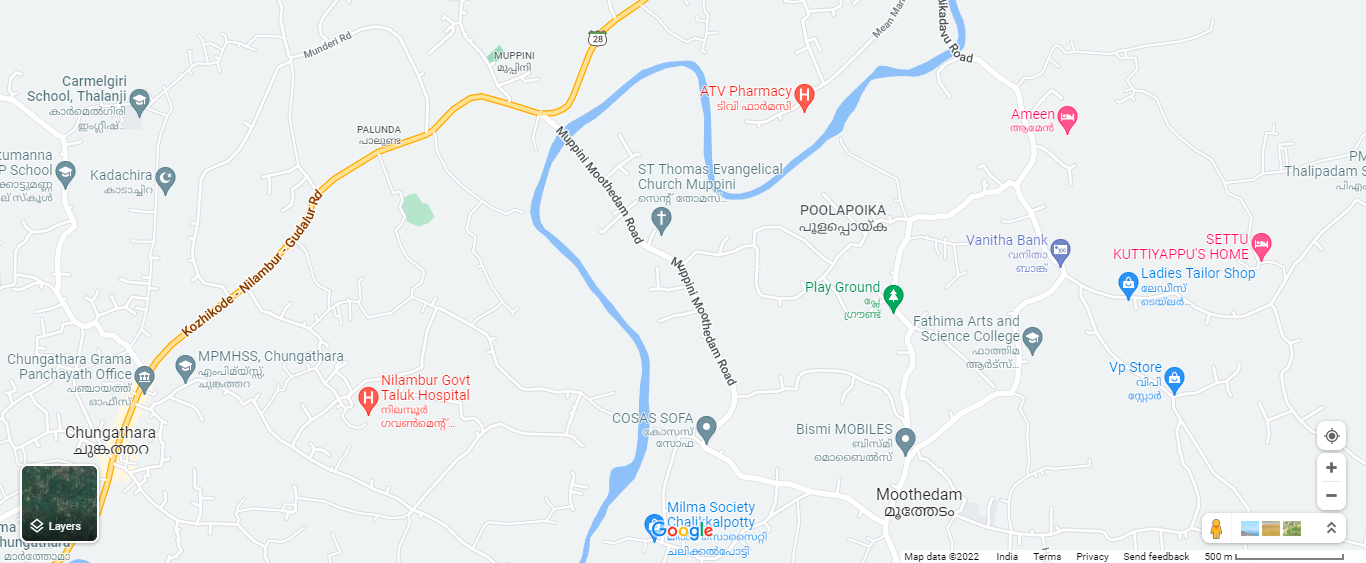 Munderi Rd
28
MUPPINI
മുപ്പിനി
Mean Mar
Aikadavu Road
Carmelgiri
School, Thalanji
കാർമെൽഗിരി
ഇംഗ്ലീഷ്...
ATV Pharmacy
ടിവി ഫാർമസി
Ameen
ആമേൻ
PALUNDA
പാലുണ്ട
Muppini Moothedam Road
tumanna
P School
ക്കാട്ടുമണ്ണ
ല് സ്കൂൾ
Kadachira
കാടാച്ചിറ
ST Thomas Evangelical
Church Muppini
സെന്റ് തോമസ്...
PM
Thalipadam S
പിഎം
POOLAPOIKA
പൂളപ്പൊയ്ക
Kozhikode - Nilambur - Gudalur Rd
Vanitha Bank
വനിതാ
ബാങ്ക്
SETTU
KUTTIYAPPU'S HOME
Muppini Moothedam Road
Ladies Tailor Shop
ലേഡീസ്
ടെയ്‌ലർ...
Play Ground
പ്ലേ
ഗ്രൗണ്ട്
Fathima Arts and
Science College
ഫാത്തിമ
ആർട്സ്...
Chungathara Grama
Panchayath Office
പഞ്ചായത്ത്
ഓഫീസ്
MPMHSS, Chungathara
എംപിമ്യ്സ്സ്,
ചുങ്കത്തറ
Nilambur Govt
Taluk Hospital
നിലമ്പൂർ
ഗവൺമെന്റ്...
Vp Store
വിപി
സ്റ്റോർ
COSAS SOFA
കോസസ്
സോഫ
Bismi MOBILES
ബിസ്മി
മൊബൈൽസ്
Chungathara
ചുങ്കത്തറ
Moothedam
മൂത്തേടം
Milma Society
Chalikkalpotty
സൊസൈറ്റി
ചലിക്കൽപോട്ടി
Google
Layers
ma
Chungathara
മാർത്തോമാ
Map data ©2022
India
Terms
Privacy
Send feedback
500 m